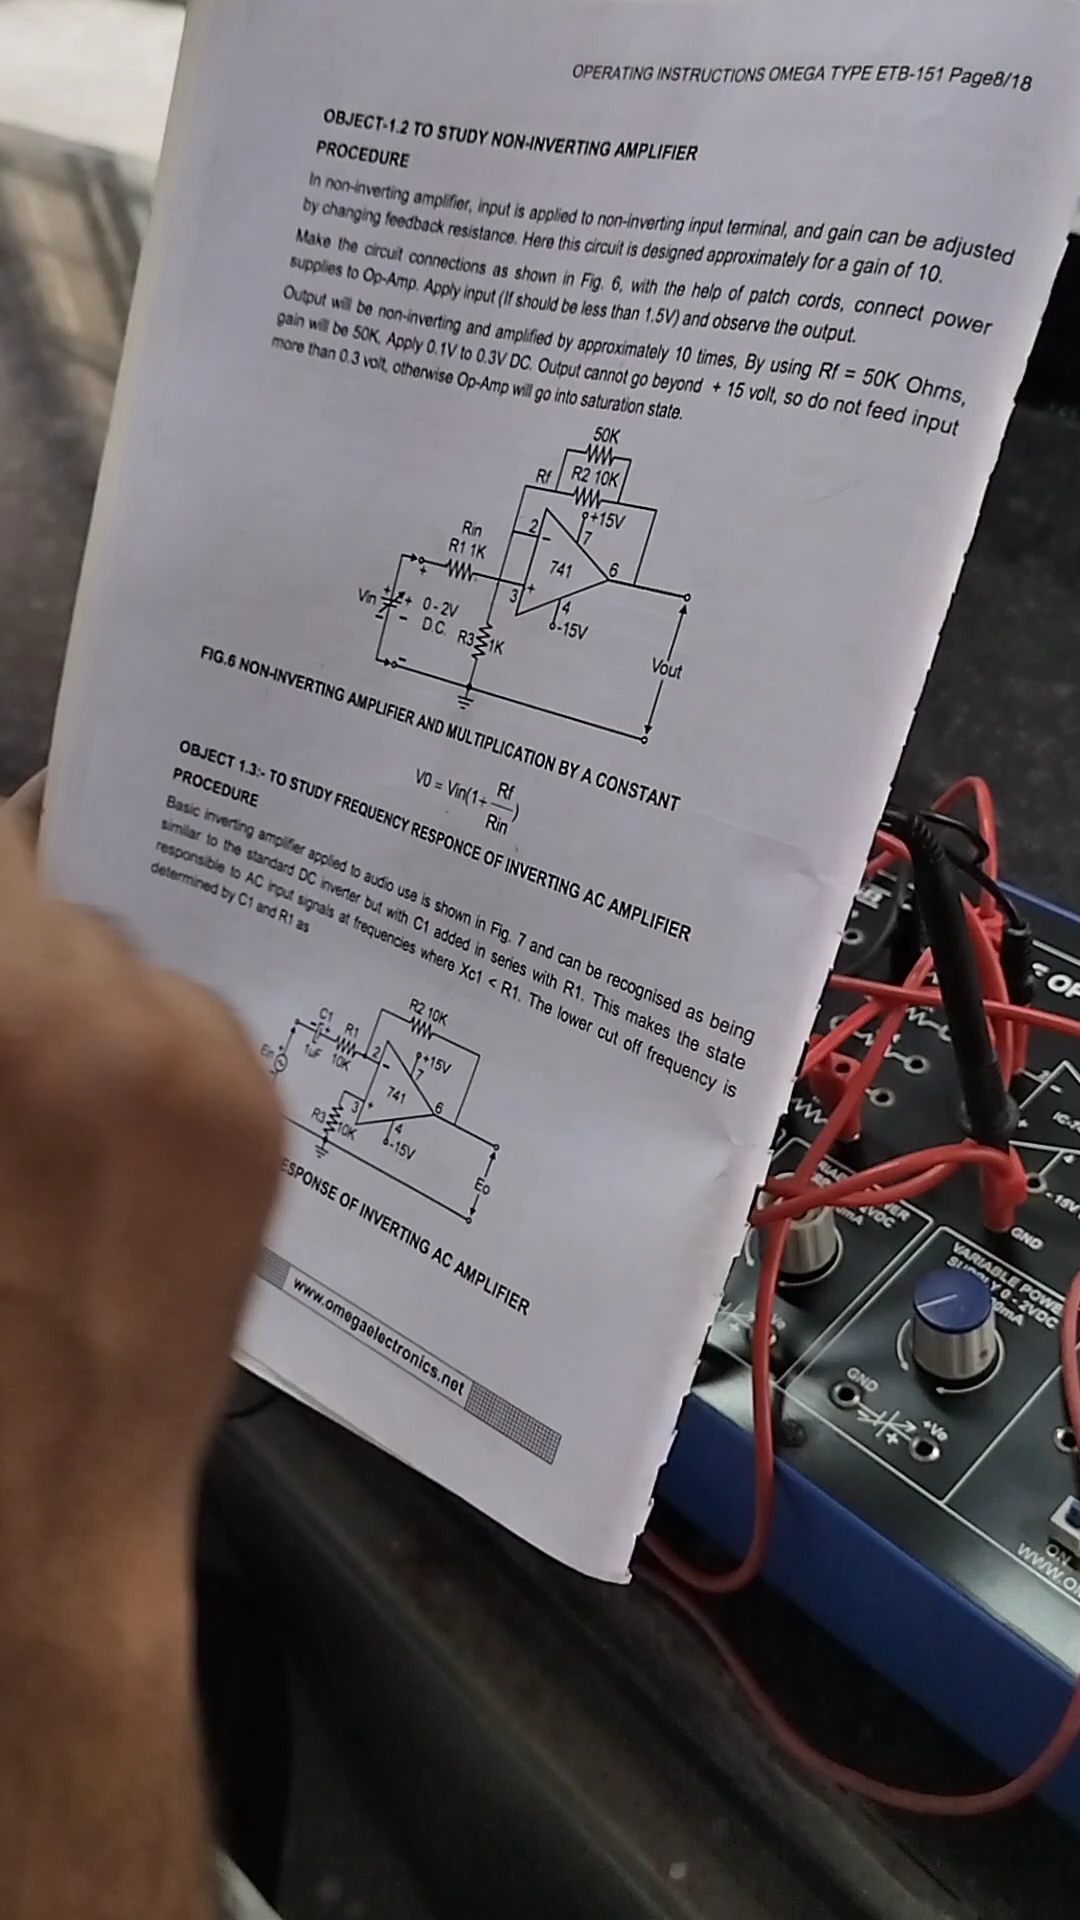 OPERATING INSTRUCTIONS OMEGA TYPE ETB-151 Page8/18
OBJECT-1.2 TO STUDY NON-INVERTING AMPLIFIER
PROCEDURE
In non-inverting amplifier, input is applied to non-inverting input terminal, and gain can be adjusted
by changing feedback resistance. Here this circuit is designed approximately for a gain of 10.
Make the circuit connections as shown in Fig. 6, with the help of patch cords, connect power
supplies to Op-Amp. Apply input (If should be less than 1.5V) and observe the output.
Output will be non-inverting and amplified by approximately 10 times, By using Rf = 50K Ohms,
gain will be 50K. Apply 0.1V to 0.3V DC. Output cannot go beyond + 15 volt, so do not feed input
more than 0.3 volt, otherwise Op-Amp will go into saturation state.
50K
Rf R2 10K
+15V
Rin
R1 1K
2
-
7
741
6
3
+
4
-15V
Vin
+
-
0-2V
D.C.
R3 1K
Vout
FIG.6 NON-INVERTING AMPLIFIER AND MULTIPLICATION BY A CONSTANT
V0 = Vin(1+ Rf
Rin )
OBJECT 1.3:- TO STUDY FREQUENCY RESPONCE OF INVERTING AC AMPLIFIER
PROCEDURE
Basic inverting amplifier applied to audio use is shown in Fig. 7 and can be recognised as being
similar to the standard DC inverter but with C1 added in series with R1. This makes the state
responsible to AC input signals at frequencies where Xc1 < R1. The lower cut off frequency is
determined by C1 and R1 as
R2 10K
C1
R1
1uF
10K
Ein
2
+15V
7
741
6
3
+
4
-15V
R3 10K
Eo
ESPONSE OF INVERTING AC AMPLIFIER
www.omegaelectronics.net
OP
-15V
GND
VARIABLE POWE
SUPPLY 0-2VDC
mA
WER
VDC
mA
GND
+Ve
ON
www.o